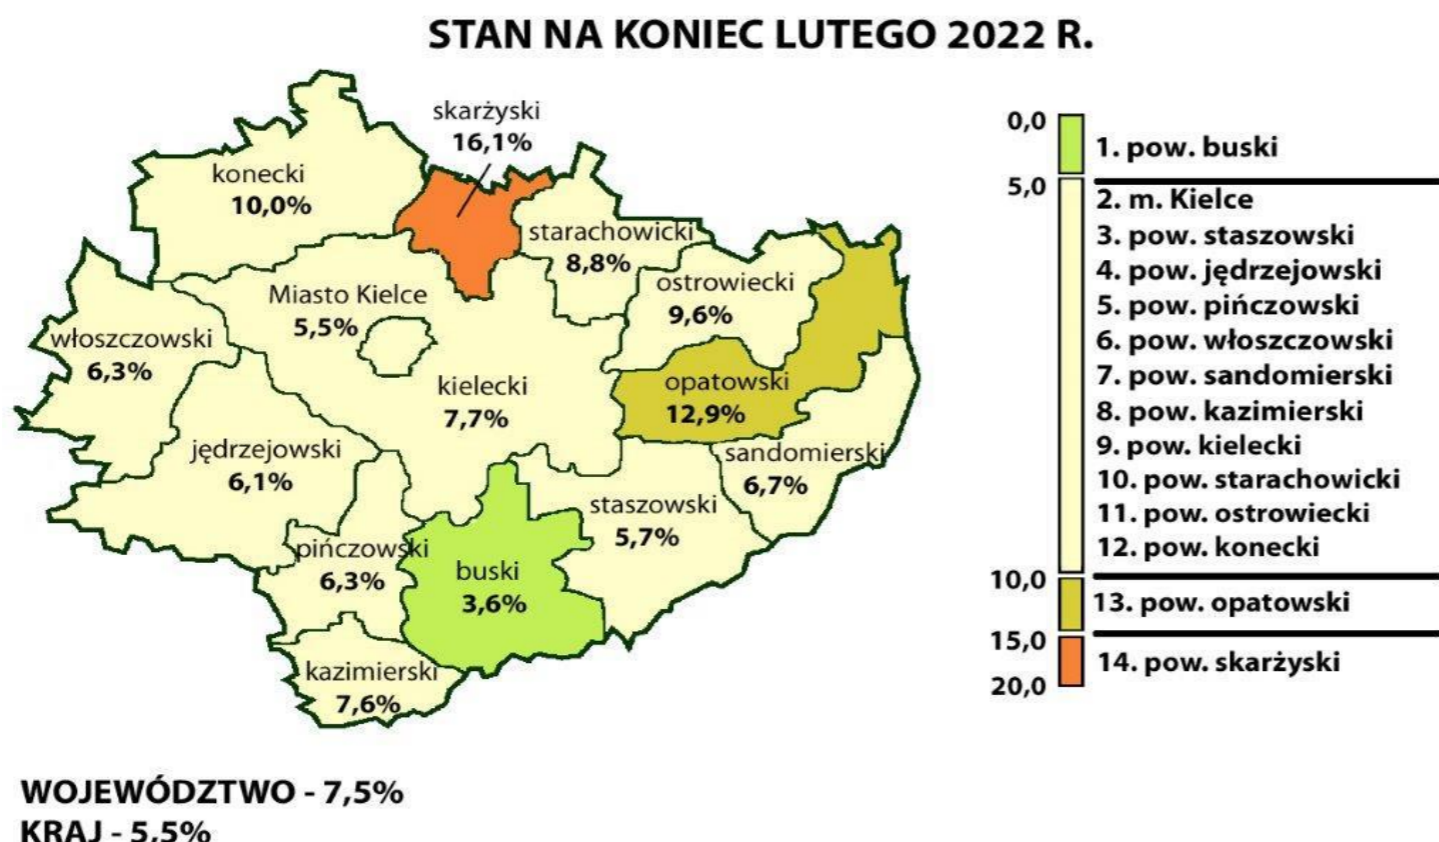 STAN NA KONIEC LUTEGO 2022 R.
skarżyski
16,1%
konecki
10,0%
starachowicki
8,8%
Miasto Kielce
5,5%
ostrowiecki
9,6%
włoszczowski
6,3%
kielecki
7,7%
opatowski
12,9%
jędrzejowski
6,1%
sandomierski
6,7%
staszowski
5,7%
pińczowski
6,3%
buski
3,6%
kazimierski
7,6%
0,0
1. pow. buski
5,0
2. m. Kielce
3. pow. staszowski
4. pow. jędrzejowski
5. pow. pińczowski
6. pow. włoszczowski
7. pow. sandomierski
8. pow. kazimierski
9. pow. kielecki
10. pow. starachowicki
11. pow. ostrowiecki
12. pow. konecki
10,0
13. pow. opatowski
15,0
14. pow. skarżyski
20,0
WOJEWÓDZTWO - 7,5%
KRAJ - 5,5%